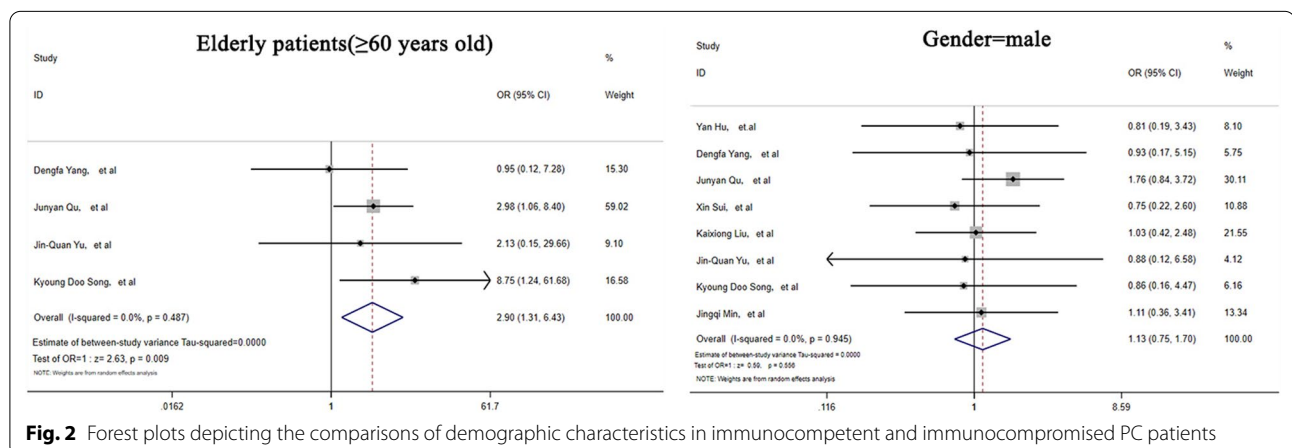 Elderly patients(≥60 years old)
Study %
ID OR (95% CI) Weight
Dengfa Yang, et al 0.95 (0.12, 7.28) 15.30
Junyan Qu, et al 2.98 (1.06, 8.40) 59.02
Jin-Quan Yu, et al 2.13 (0.15, 29.66) 9.10
Kyoung Doo Song, et al 8.75 (1.24, 61.68) 16.58
Overall (I-squared = 0.0%, p = 0.487) 2.90 (1.31, 6.43) 100.00
Estimate of between-study variance Tau-squared=0.0000
Test of OR=1 : z= 2.63, p = 0.009
NOTE: Weights are from random effects analysis
.0162 1 61.7
Gender=male
Study %
ID OR (95% CI) Weight
Yan Hu, et.al 0.81 (0.19, 3.43) 8.10
Dengfa Yang, et al 0.93 (0.17, 5.15) 5.75
Junyan Qu, et al 1.76 (0.84, 3.72) 30.11
Xin Sui, et al 0.75 (0.22, 2.60) 10.88
Kaixiong Liu, et al 1.03 (0.42, 2.48) 21.55
Jin-Quan Yu, et al 0.88 (0.12, 6.58) 4.12
Kyoung Doo Song, et al 0.86 (0.16, 4.47) 6.16
Jingqi Min, et al 1.11 (0.36, 3.41) 13.34
Overall (I-squared = 0.0%, p = 0.945) 1.13 (0.75, 1.70) 100.00
Estimate of between-study variance Tau-squared = 0.0000
Test of OR=1 : z= 0.59, p = 0.556
NOTE: Weights are from random effects analysis
.116 1 8.59
Fig. 2 Forest plots depicting the comparisons of demographic characteristics in immunocompetent and immunocompromised PC patients